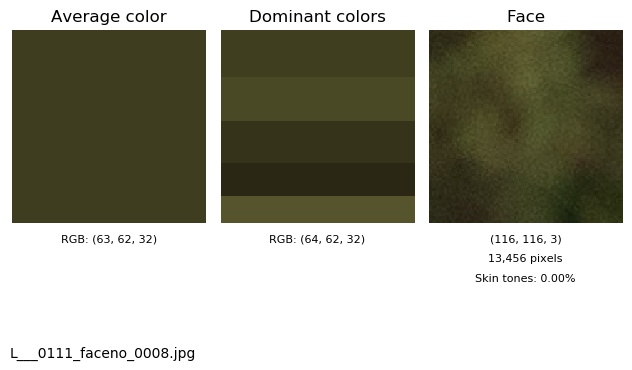 Average color
Dominant colors
Face
RGB: (63, 62, 32)
RGB: (64, 62, 32)
(116, 116, 3)
13,456 pixels
Skin tones: 0.00%
L___0111_faceno_0008.jpg